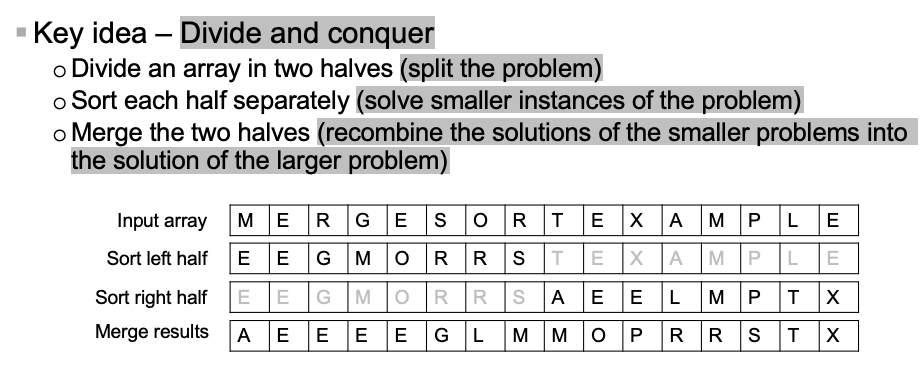 ▪ Key idea – Divide and conquer
o Divide an array in two halves (split the problem)
o Sort each half separately (solve smaller instances of the problem)
o Merge the two halves (recombine the solutions of the smaller problems into
the solution of the larger problem)
Input array M E R G E S O R T E X A M P L E
Sort left half E E G M O R R S T E X A M P L E
Sort right half E E G M O R R S A E E L M P T X
Merge results A E E E E G L M M O P R R S T X